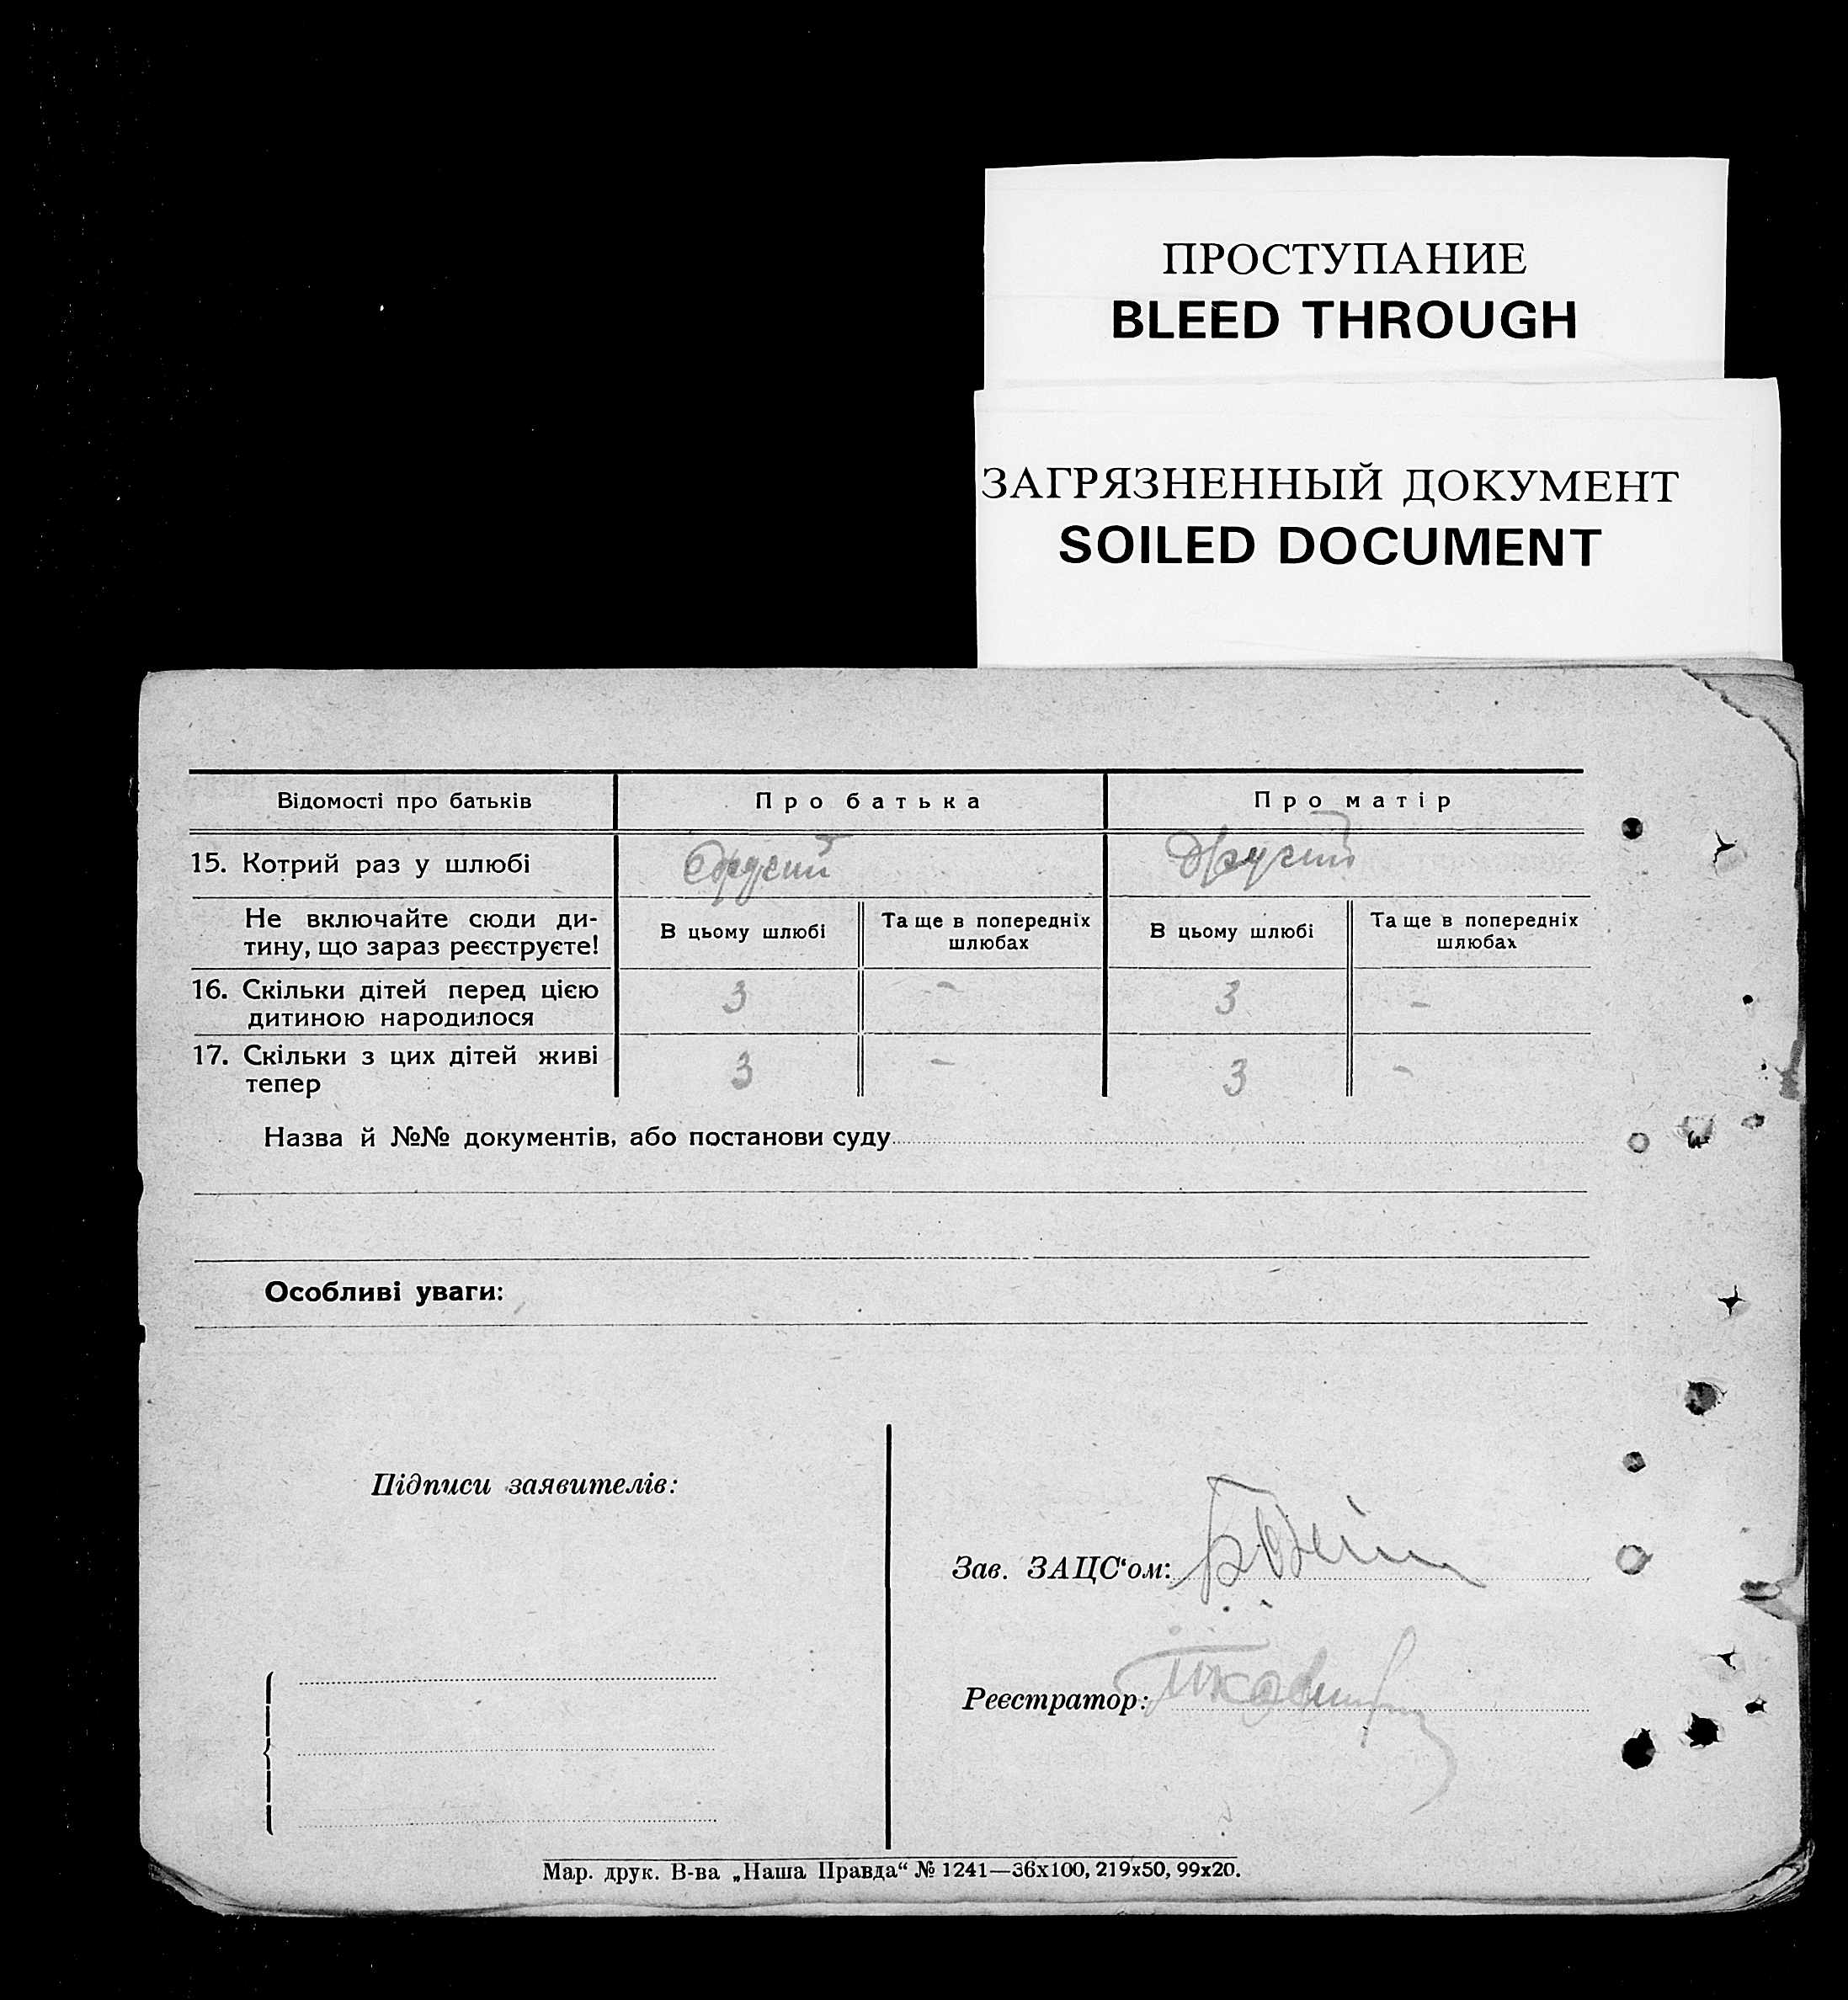 ПРОСТУПАНИЕ
BLEED THROUGH
ЗАГРЯЗНЕННЫЙ ДОКУМЕНТ
SOILED DOCUMENT
Відомості про батьків Про батька Про матір
15. Котрий раз у шлюбі другий другий
Не включайте сюди ди-
тину, що зараз реєструєте!
В цьому шлюбі Та ще в попередніх
шлюбах
В цьому шлюбі Та ще в попередніх
шлюбах
16. Скільки дітей перед цією
дитиною народилося
3 – 3 –
17. Скільки з цих дітей живі
тепер
3 – 3 –
Назва й №№ документів, або постанови суду
Особливі уваги:
Підписи заявителів:
Зав. ЗАЦС‘ом:
Реєстратор:
Мар. друк. В-ва „Наша Правда“ № 1241—36х100, 219х50, 99х20.